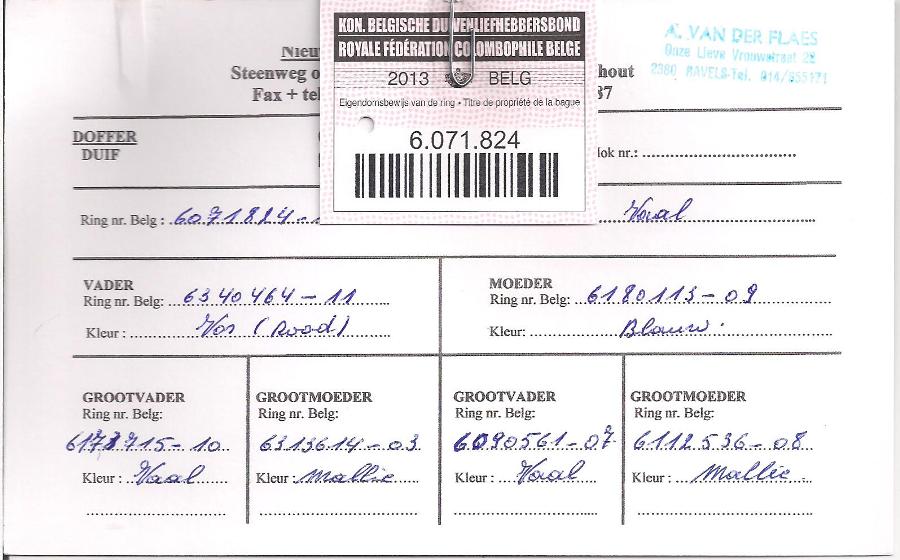 KON. BELGISCHE DUIVENLIEFHEBBERSBOND
ROYALE FÉDÉRATION COLOMBOPHILE BELGE
2013 BELG
Eigendomsbewijs van de ring • Titre de propriété de la bague
6.071.824
A. VAN DER FLAES
Onze Lieve Vrouwstraat 28
2380 RAVELS-Tel. 014/655171
Steenweg
Fax + tel
hout
37
DOFFER
DUIF
Hok nr.:
Ring nr. Belg : 6071824-
Vaal
VADER
Ring nr. Belg: 6340464-11
Kleur : Vos (Rood)
MOEDER
Ring nr. Belg: 6180113-09
Kleur: Blauw.
GROOTVADER
Ring nr. Belg:
-10
Kleur : Vaal
GROOTMOEDER
Ring nr. Belg:
6313614-03
Kleur : Mallie
GROOTVADER
Ring nr. Belg:
6090561-07
Kleur : Vaal
GROOTMOEDER
Ring nr. Belg:
6112536-08
Kleur : Mallie